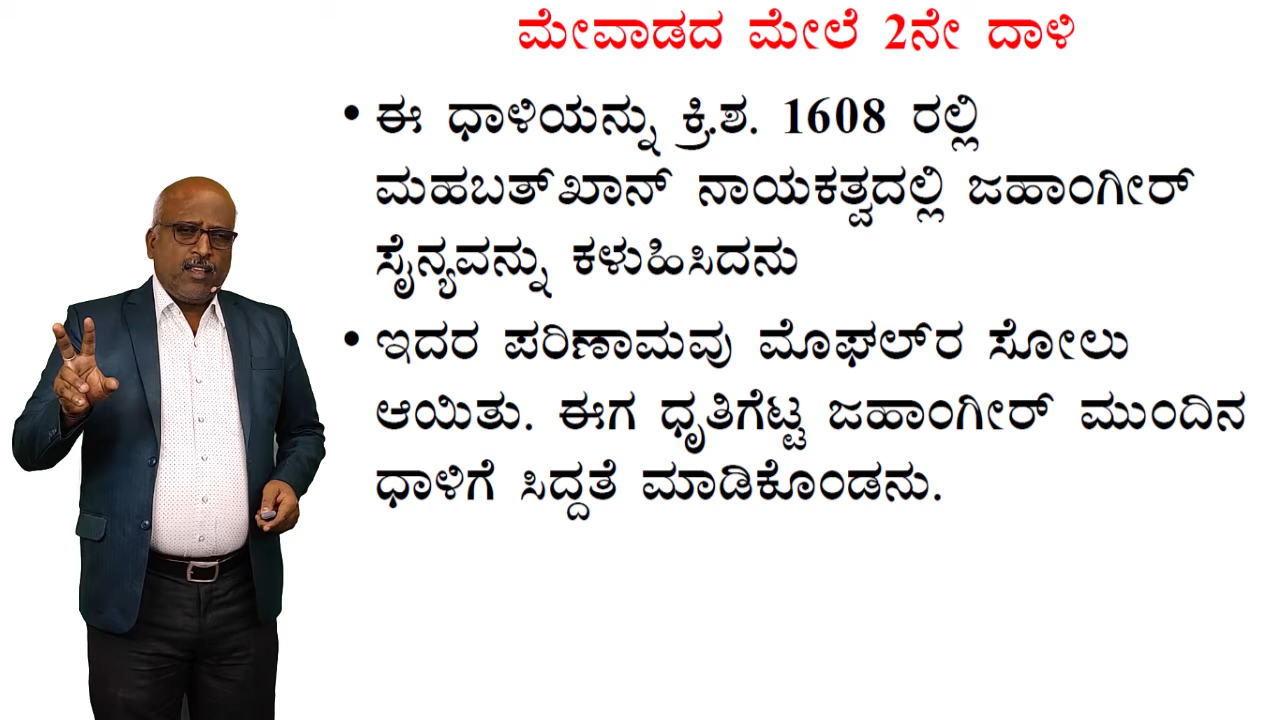 ಮೇವಾಡದ ಮೇಲೆ 2ನೇ ದಾಳಿ
• ಈ ಧಾಳಿಯನ್ನು ಕ್ರಿ.ಶ. 1608 ರಲ್ಲಿ
ಮಹಬತ್‌ಖಾನ್ ನಾಯಕತ್ವದಲ್ಲಿ ಜಹಾಂಗೀರ್
ಸೈನ್ಯವನ್ನು ಕಳುಹಿಸಿದನು
• ಇದರ ಪರಿಣಾಮವು ಮೊಘಲ್‌ರ ಸೋಲು
ಆಯಿತು. ಈಗ ಧೃತಿಗೆಟ್ಟ ಜಹಾಂಗೀರ್ ಮುಂದಿನ
ಧಾಳಿಗೆ ಸಿದ್ದತೆ ಮಾಡಿಕೊಂಡನು.